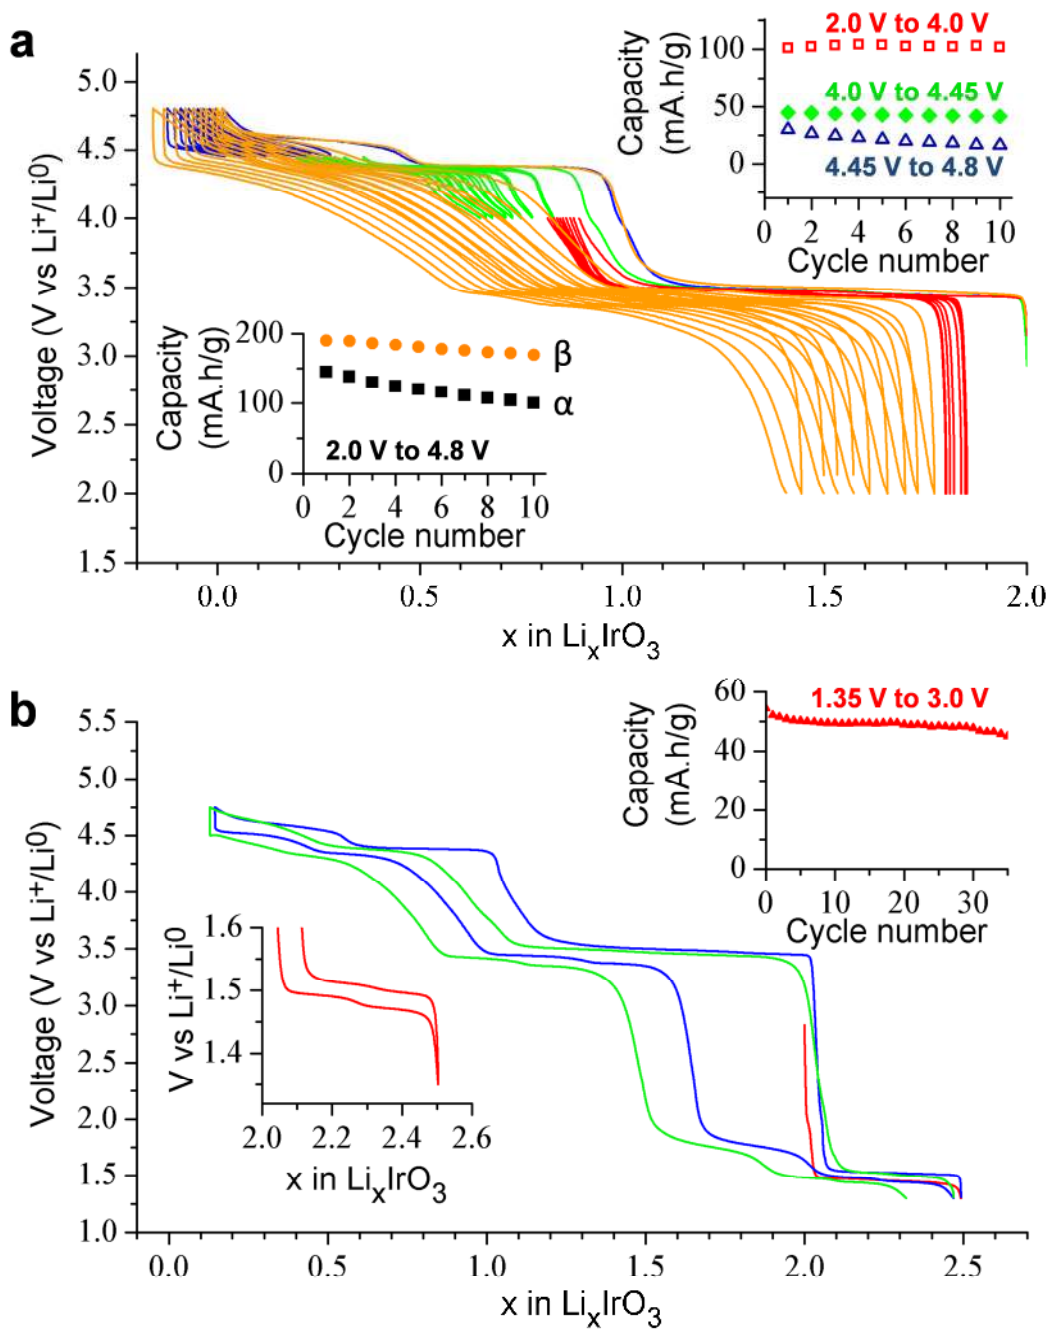 a
5.0
4.5
4.0
3.5
3.0
2.5
2.0
1.5
Voltage (V vs Li+/Li0)
0.0 0.5 1.0 1.5 2.0
x in LixIrO3
2.0 V to 4.0 V
4.0 V to 4.45 V
4.45 V to 4.8 V
100
50
0
Capacity
(mA.h/g)
0 2 4 6 8 10
Cycle number
200
100
0
Capacity
(mA.h/g)
β
α
2.0 V to 4.8 V
0 2 4 6 8 10
Cycle number
b
5.5
5.0
4.5
4.0
3.5
3.0
2.5
2.0
1.5
1.0
Voltage (V vs Li+/Li0)
0.0 0.5 1.0 1.5 2.0 2.5
x in LixIrO3
1.35 V to 3.0 V
60
40
20
0
Capacity
(mA.h/g)
0 10 20 30
Cycle number
1.6
1.5
1.4
V vs Li+/Li0
2.0 2.2 2.4 2.6
x in LixIrO3